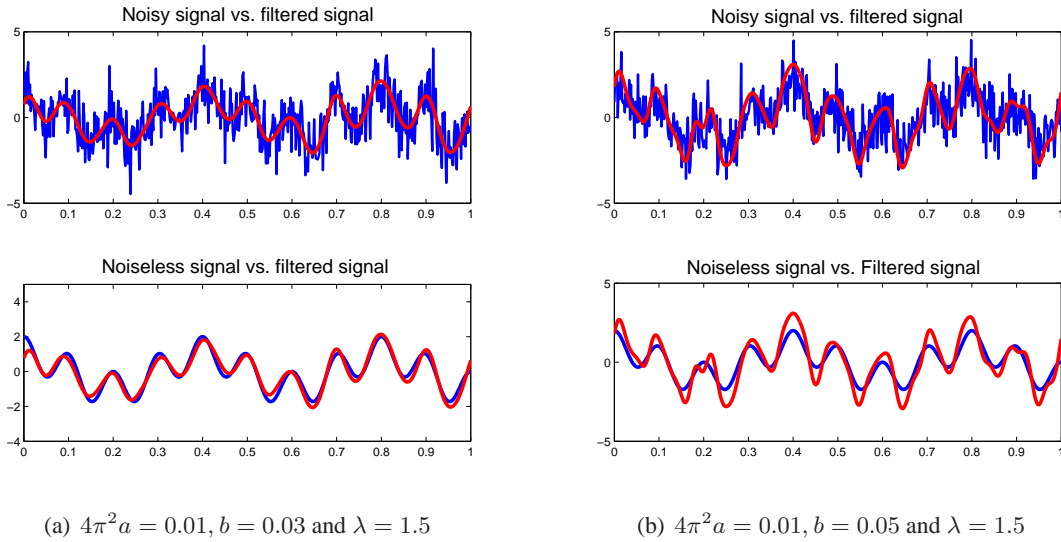 Noisy signal vs. filtered signal
5
0
−5
0 0.1 0.2 0.3 0.4 0.5 0.6 0.7 0.8 0.9 1
Noiseless signal vs. filtered signal
4
2
0
−2
−4
0 0.1 0.2 0.3 0.4 0.5 0.6 0.7 0.8 0.9 1
(a) 4π²a = 0.01, b = 0.03 and λ = 1.5
Noisy signal vs. filtered signal
5
0
−5
0 0.1 0.2 0.3 0.4 0.5 0.6 0.7 0.8 0.9 1
Noiseless signal vs. Filtered signal
5
0
−5
0 0.1 0.2 0.3 0.4 0.5 0.6 0.7 0.8 0.9 1
(b) 4π²a = 0.01, b = 0.05 and λ = 1.5